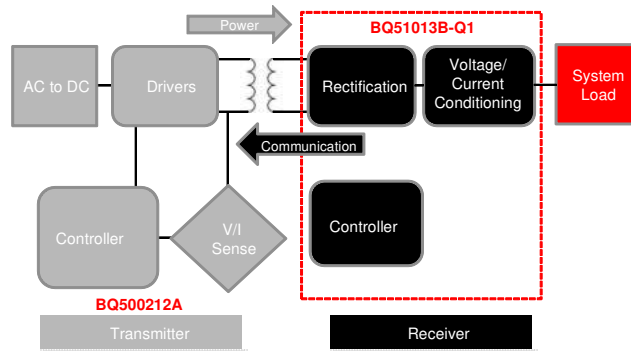 Power
BQ51013B-Q1
AC to DC
Drivers
Rectification
Voltage/
Current
Conditioning
System
Load
Communication
Controller
V/I
Sense
Controller
BQ500212A
Transmitter
Receiver